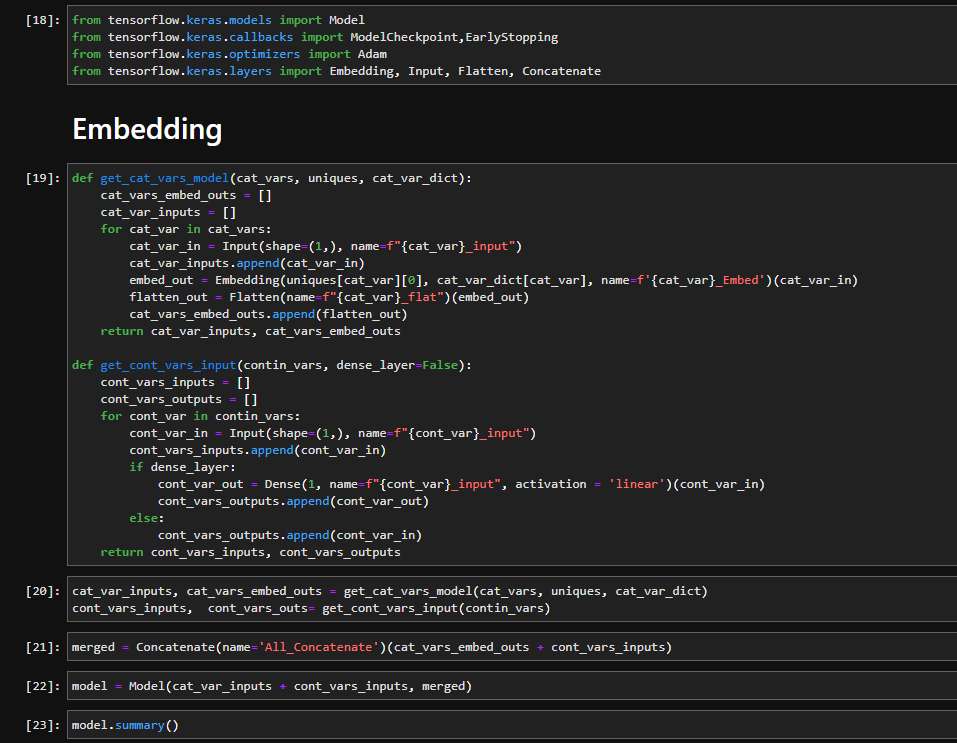 [18]: from tensorflow.keras.models import Model
from tensorflow.keras.callbacks import ModelCheckpoint,EarlyStopping
from tensorflow.keras.optimizers import Adam
from tensorflow.keras.layers import Embedding, Input, Flatten, Concatenate
Embedding
[19]: def get_cat_vars_model(cat_vars, uniques, cat_var_dict):
    cat_vars_embed_outs = []
    cat_var_inputs = []
    for cat_var in cat_vars:
        cat_var_in = Input(shape=(1,), name=f"{cat_var}_input")
        cat_var_inputs.append(cat_var_in)
        embed_out = Embedding(uniques[cat_var][0], cat_var_dict[cat_var], name=f'{cat_var}_Embed')(cat_var_in)
        flatten_out = Flatten(name=f"{cat_var}_flat")(embed_out)
        cat_vars_embed_outs.append(flatten_out)
    return cat_var_inputs, cat_vars_embed_outs
def get_cont_vars_input(contin_vars, dense_layer=False):
    cont_vars_inputs = []
    cont_vars_outputs = []
    for cont_var in contin_vars:
        cont_var_in = Input(shape=(1,), name=f"{cont_var}_input")
        cont_vars_inputs.append(cont_var_in)
        if dense_layer:
            cont_var_out = Dense(1, name=f"{cont_var}_input", activation = 'linear')(cont_var_in)
            cont_vars_outputs.append(cont_var_out)
        else:
            cont_vars_outputs.append(cont_var_in)
    return cont_vars_inputs, cont_vars_outputs
[20]: cat_var_inputs, cat_vars_embed_outs = get_cat_vars_model(cat_vars, uniques, cat_var_dict)
cont_vars_inputs,  cont_vars_outs= get_cont_vars_input(contin_vars)
[21]: merged = Concatenate(name='All_Concatenate')(cat_vars_embed_outs + cont_vars_inputs)
[22]: model = Model(cat_var_inputs + cont_vars_inputs, merged)
[23]: model.summary()